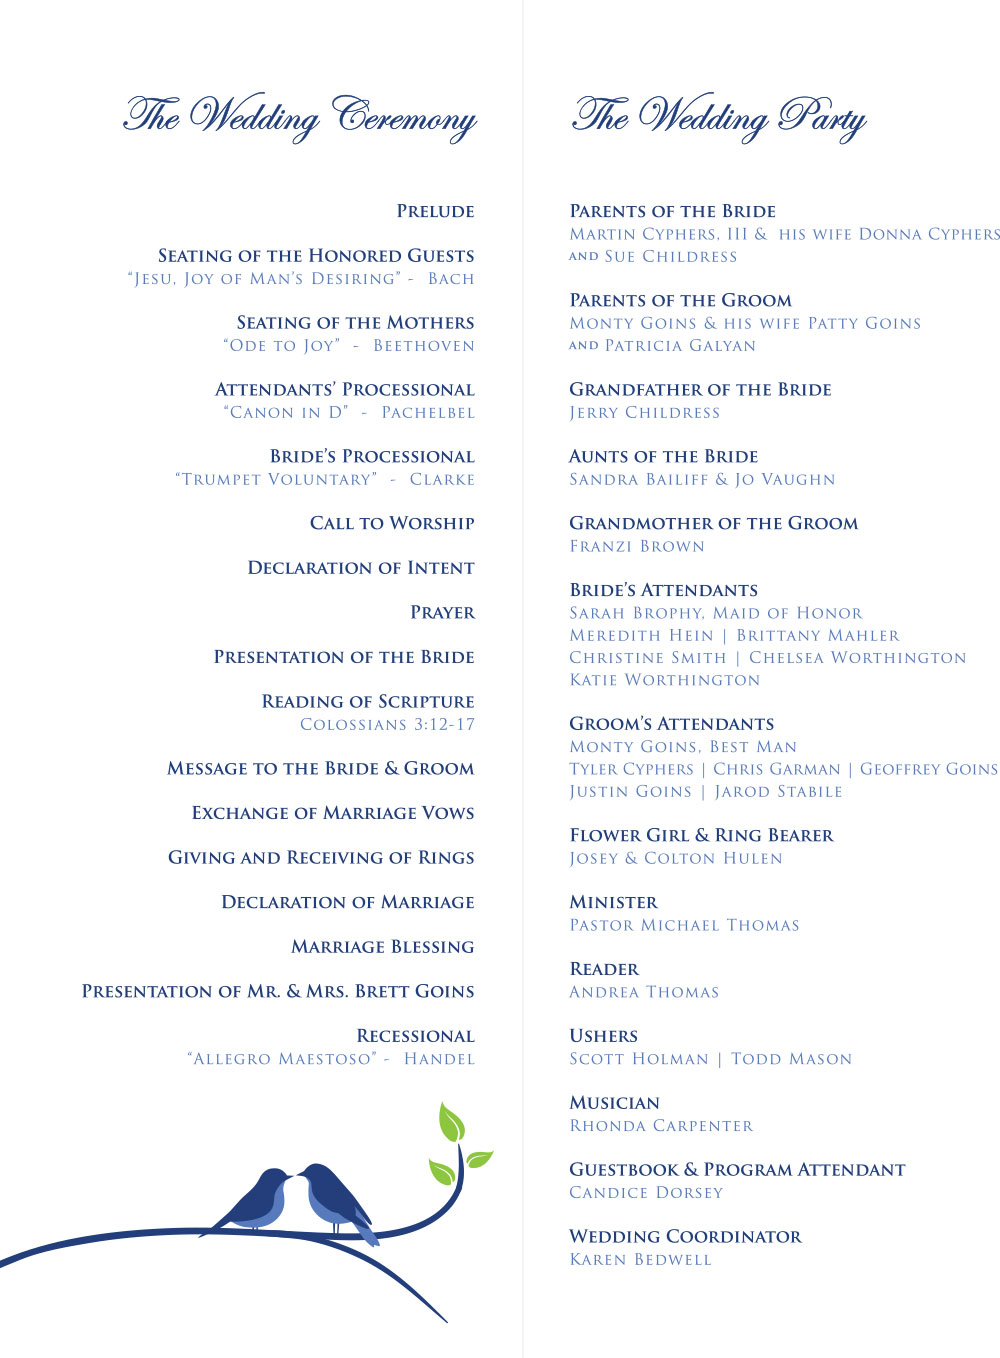 The Wedding Ceremony
Prelude
Seating of the Honored Guests
“Jesu, Joy of Man’s Desiring” - Bach
Seating of the Mothers
“Ode to Joy” - Beethoven
Attendants’ Processional
“Canon in D” - Pachelbel
Bride’s Processional
“Trumpet Voluntary” - Clarke
Call to Worship
Declaration of Intent
Prayer
Presentation of the Bride
Reading of Scripture
Colossians 3:12-17
Message to the Bride & Groom
Exchange of Marriage Vows
Giving and Receiving of Rings
Declaration of Marriage
Marriage Blessing
Presentation of Mr. & Mrs. Brett Goins
Recessional
“Allegro Maestoso” - Handel
The Wedding Party
Parents of the Bride
Martin Cyphers, III & his wife Donna Cyphers
and Sue Childress
Parents of the Groom
Monty Goins & his wife Patty Goins
and Patricia Galyan
Grandfather of the Bride
Jerry Childress
Aunts of the Bride
Sandra Bailiff & Jo Vaughn
Grandmother of the Groom
Franzi Brown
Bride’s Attendants
Sarah Brophy, Maid of Honor
Meredith Hein | Brittany Mahler
Christine Smith | Chelsea Worthington
Katie Worthington
Groom’s Attendants
Monty Goins, Best Man
Tyler Cyphers | Chris Garman | Geoffrey Goins
Justin Goins | Jarod Stabile
Flower Girl & Ring Bearer
Josey & Colton Hulen
Minister
Pastor Michael Thomas
Reader
Andrea Thomas
Ushers
Scott Holman | Todd Mason
Musician
Rhonda Carpenter
Guestbook & Program Attendant
Candice Dorsey
Wedding Coordinator
Karen Bedwell